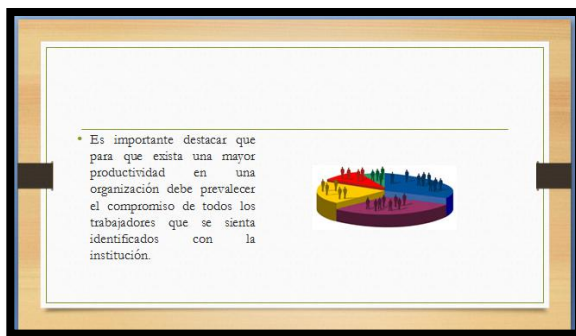 • Es importante destacar que
para que exista una mayor
productividad en una
organización debe prevalecer
el compromiso de todos los
trabajadores que se sienta
identificados con la
institución.